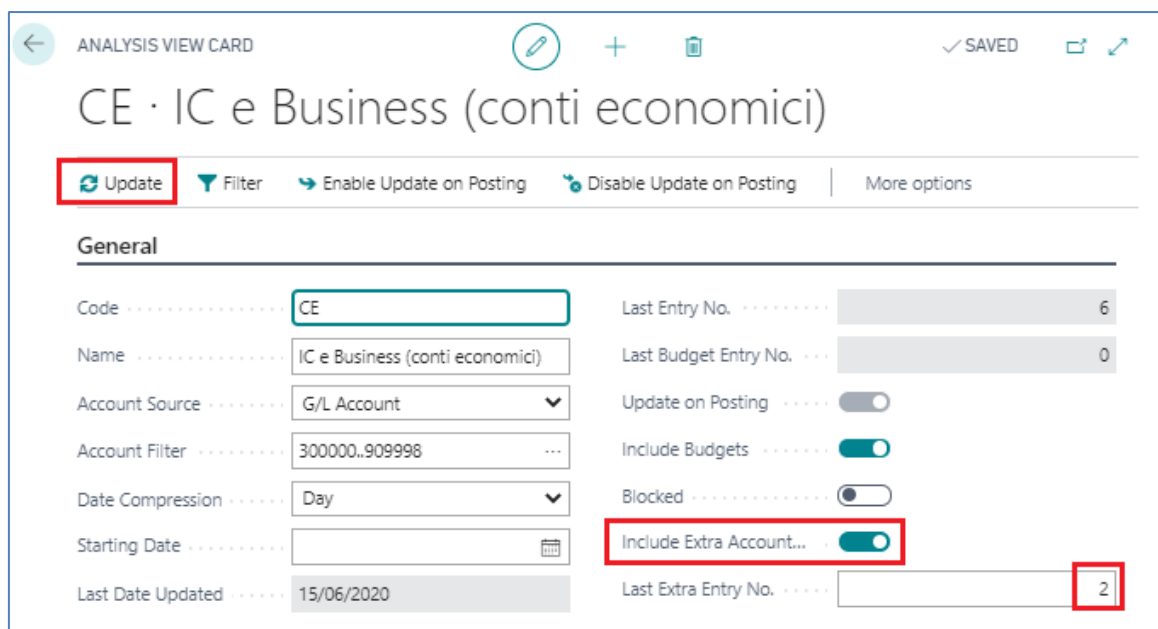 ANALYSIS VIEW CARD
SAVED
CE · IC e Business (conti economici)
Update
Filter
Enable Update on Posting
Disable Update on Posting
More options
General
Code
CE
Name
IC e Business (conti economici)
Account Source
G/L Account
Account Filter
300000..909998
...
Date Compression
Day
Starting Date
Last Date Updated
15/06/2020
Last Entry No.
6
Last Budget Entry No.
0
Update on Posting
Include Budgets
Blocked
Include Extra Account...
Last Extra Entry No.
2